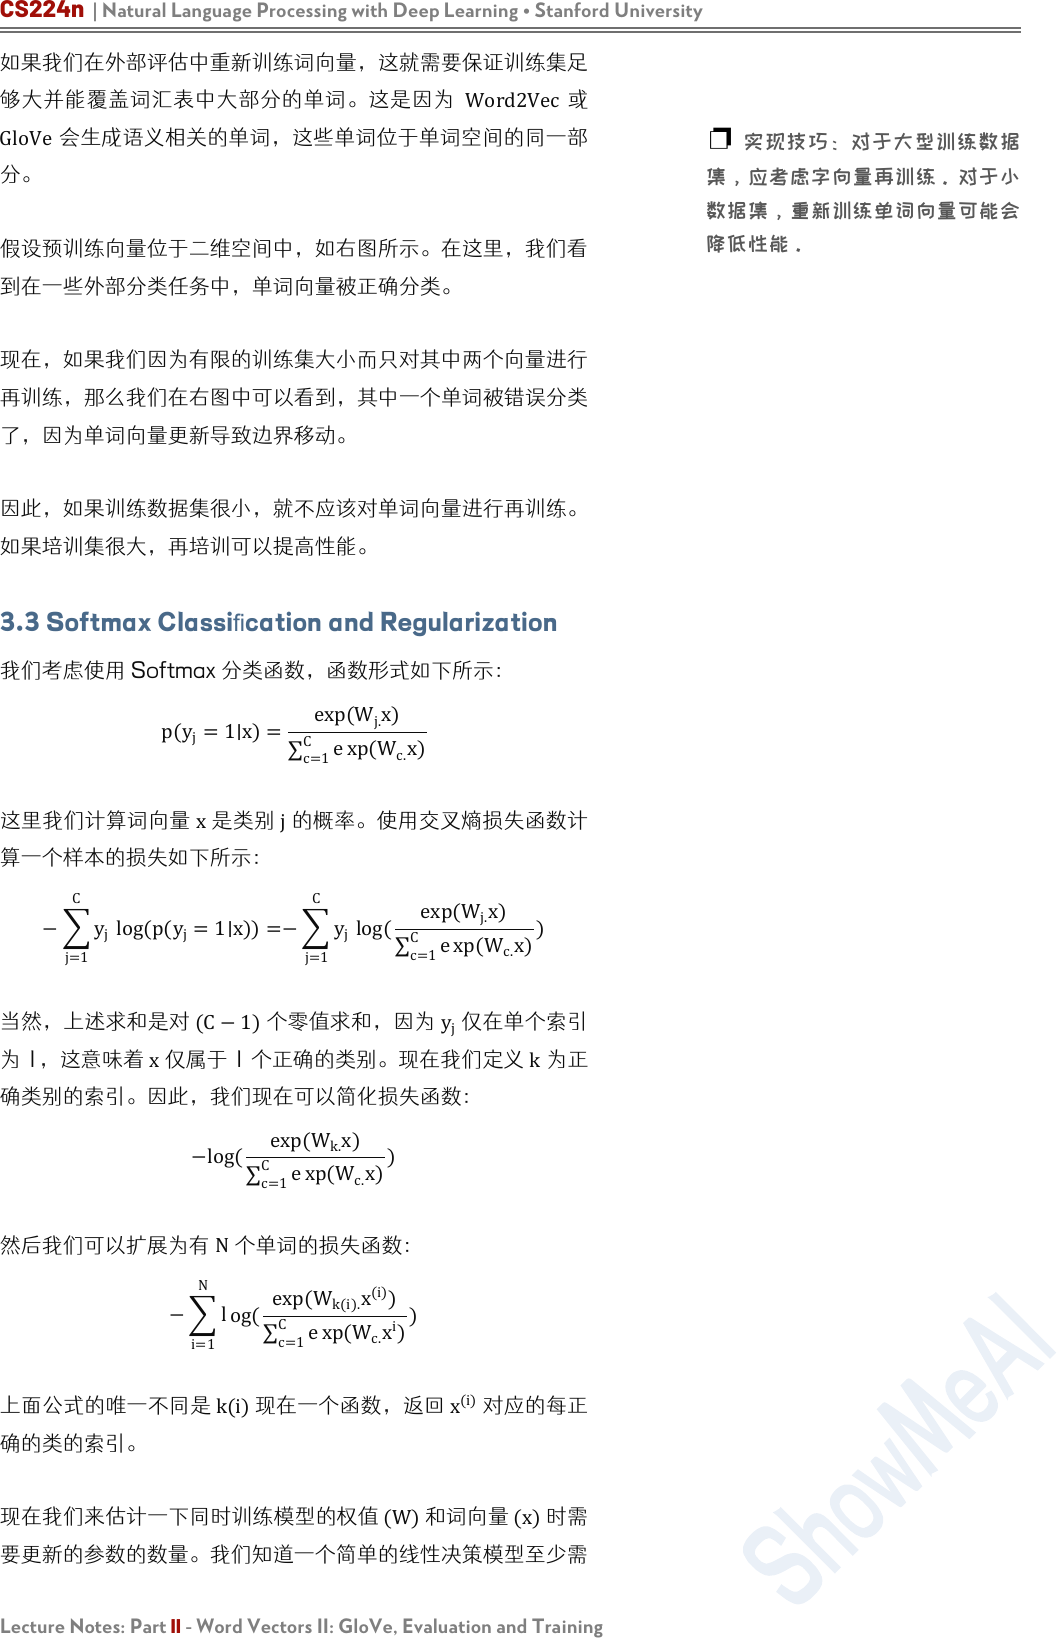 CS224n | Natural Language Processing with Deep Learning • Stanford University
如果我们在外部评估中重新训练词向量，这就需要保证训练集足
够大并能覆盖词汇表中大部分的单词。这是因为 Word2Vec 或
GloVe 会生成语义相关的单词，这些单词位于单词空间的同一部
分。
❐ 实现技巧：对于大型训练数据
集，应考虑字向量再训练．对于小
数据集，重新训练单词向量可能会
降低性能．
假设预训练向量位于二维空间中，如右图所示。在这里，我们看
到在一些外部分类任务中，单词向量被正确分类。
现在，如果我们因为有限的训练集大小而只对其中两个向量进行
再训练，那么我们在右图中可以看到，其中一个单词被错误分类
了，因为单词向量更新导致边界移动。
因此，如果训练数据集很小，就不应该对单词向量进行再训练。
如果培训集很大，再培训可以提高性能。
3.3 Softmax Classification and Regularization
我们考虑使用 Softmax 分类函数，函数形式如下所示：
p(y_j = 1|x) = exp(W_{j.}x) / ∑_{c=1}^{C} exp(W_{c.}x)
这里我们计算词向量 x 是类别 j 的概率。使用交叉熵损失函数计
算一个样本的损失如下所示：
−∑_{j=1}^{C} y_j log(p(y_j = 1|x)) = −∑_{j=1}^{C} y_j log(exp(W_{j.}x) / ∑_{c=1}^{C} exp(W_{c.}x))
当然，上述求和是对 (C − 1) 个零值求和，因为 y_j 仅在单个索引
为 1，这意味着 x 仅属于 1 个正确的类别。现在我们定义 k 为正
确类别的索引。因此，我们现在可以简化损失函数：
−log(exp(W_{k.}x) / ∑_{c=1}^{C} exp(W_{c.}x))
然后我们可以扩展为有 N 个单词的损失函数：
−∑_{i=1}^{N} log(exp(W_{k(i).}x^{(i)}) / ∑_{c=1}^{C} exp(W_{c.}x^{i}))
上面公式的唯一不同是 k(i) 现在一个函数，返回 x^{(i)} 对应的每正
确的类的索引。
现在我们来估计一下同时训练模型的权值 (W) 和词向量 (x) 时需
要更新的参数的数量。我们知道一个简单的线性决策模型至少需
ShowMeAI
Lecture Notes: Part II - Word Vectors II: GloVe, Evaluation and Training